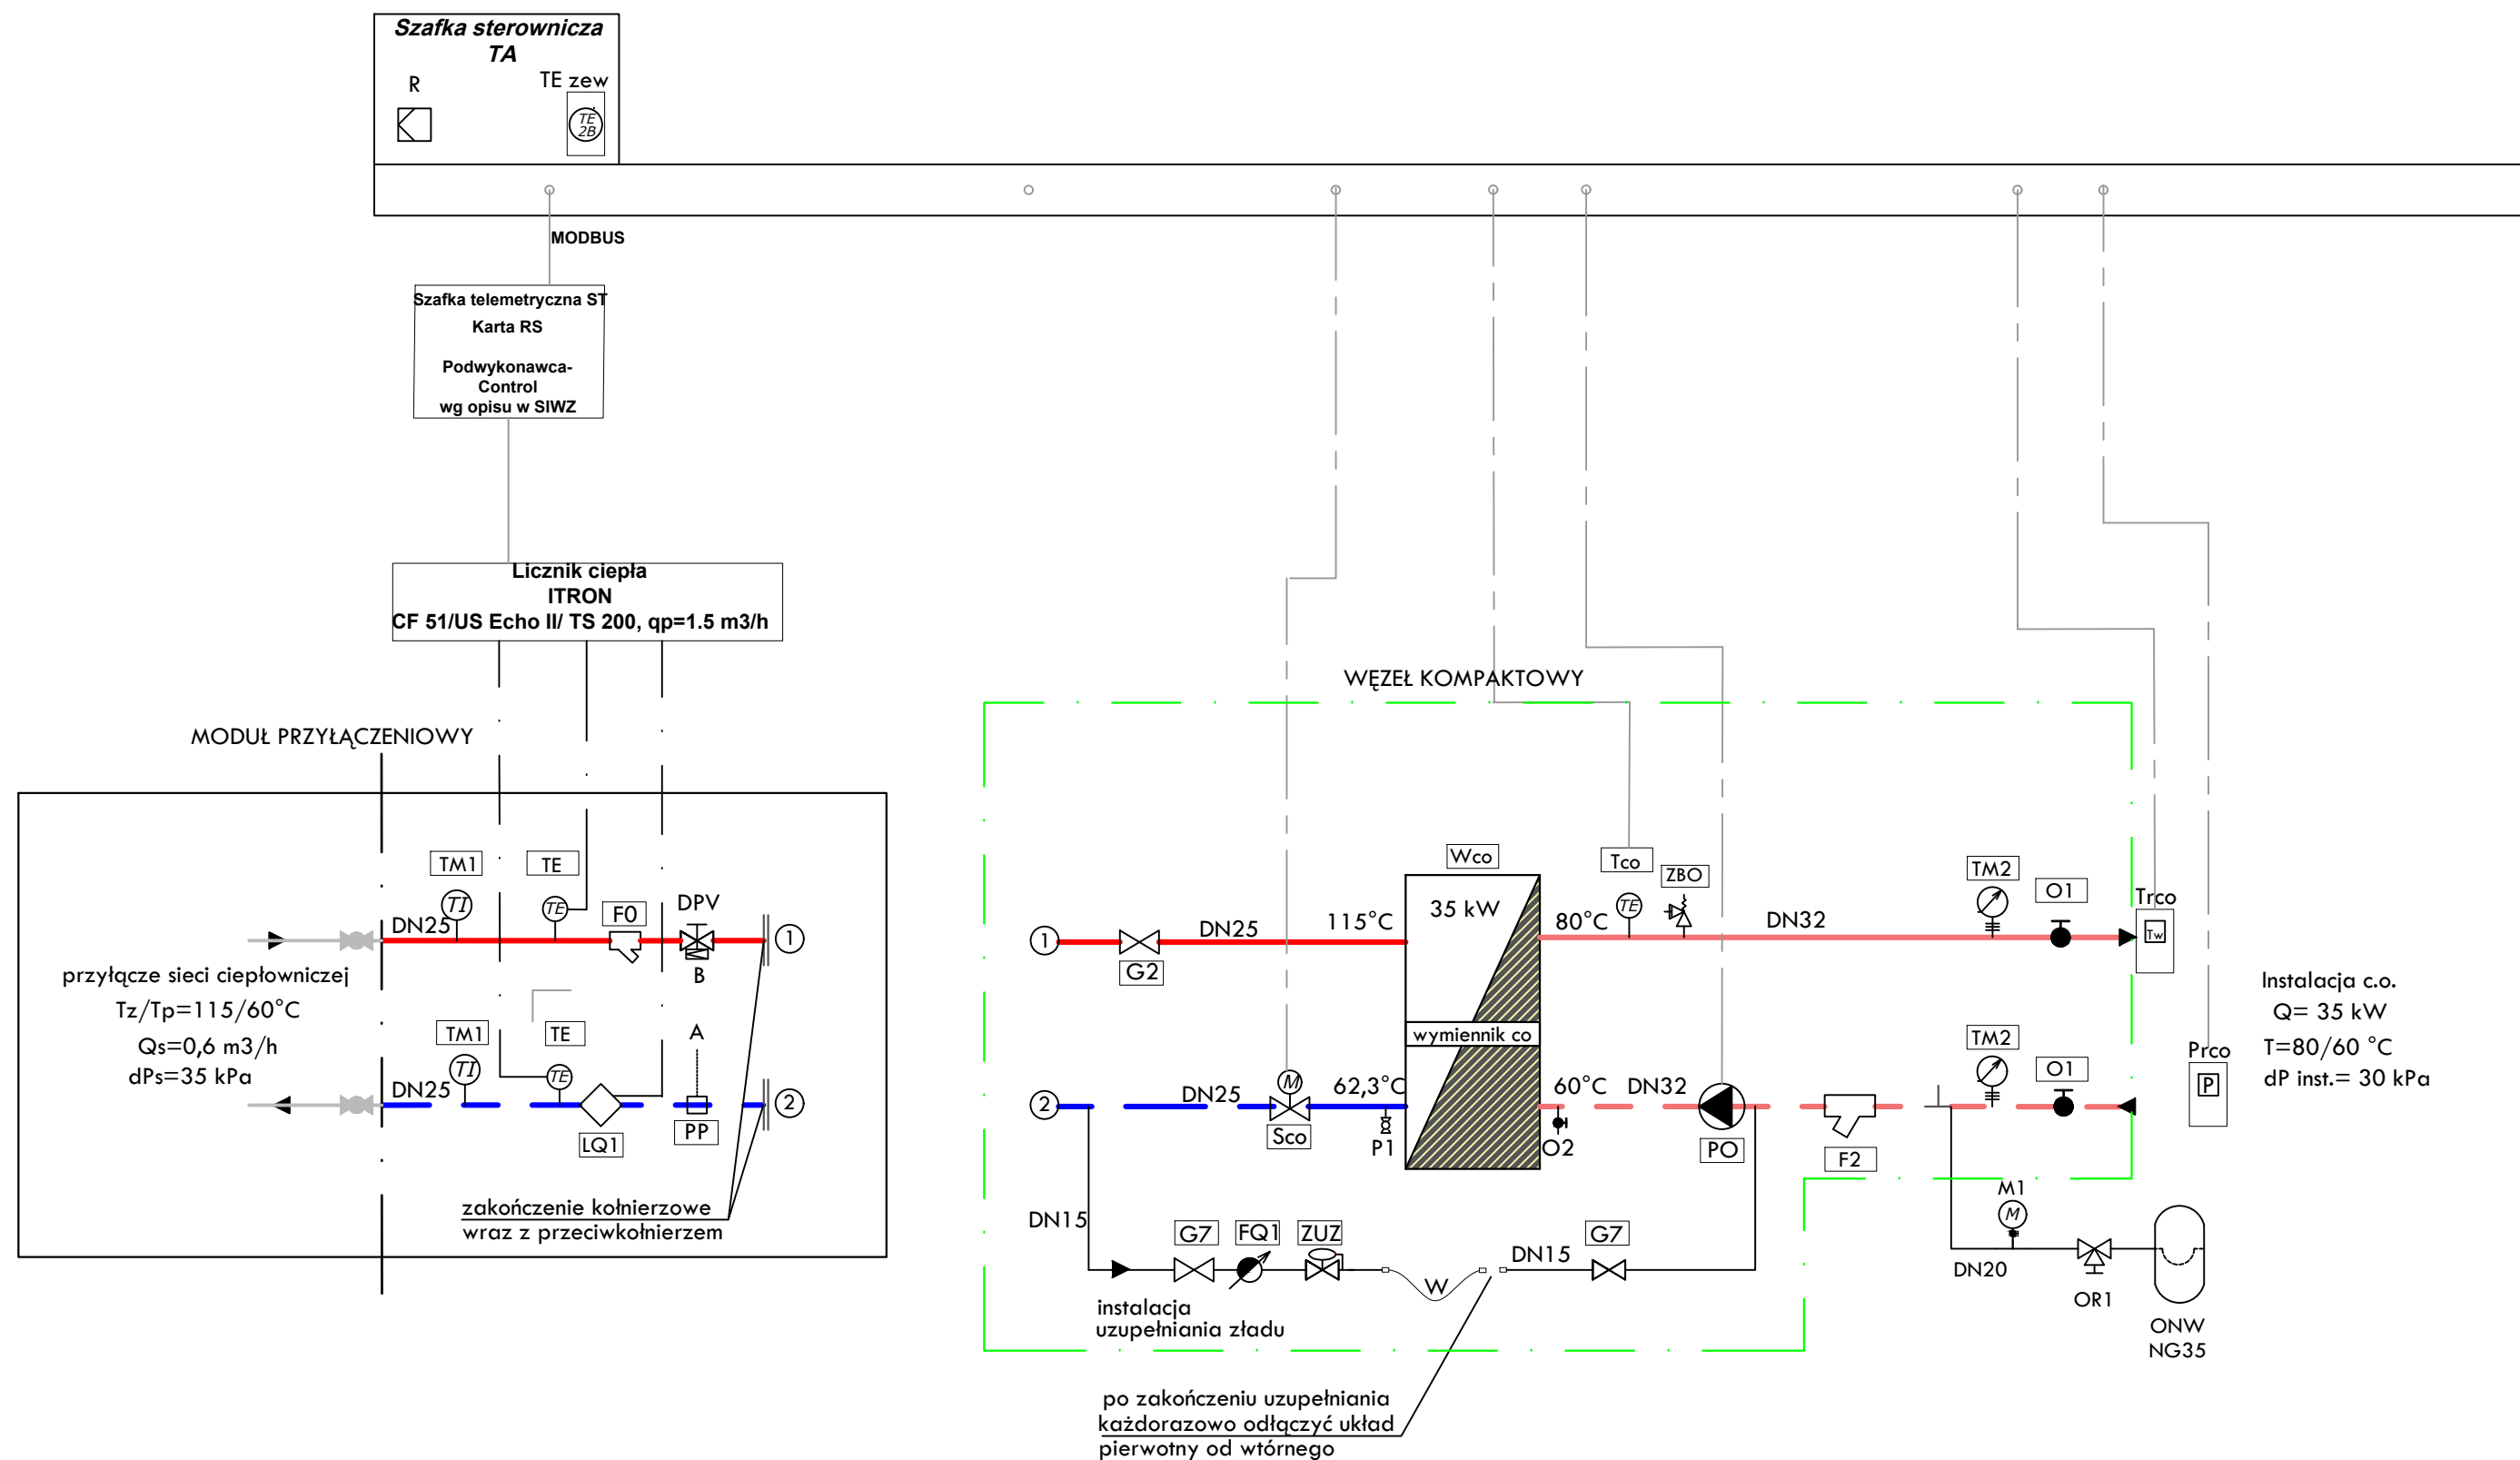 Szafka sterownicza
TA
R
TE zew
TE
2B
MODBUS
Szafka telemetryczna ST
Karta RS
Podwykonawca-
Control
wg opisu w SIWZ
Licznik ciepła
ITRON
CF 51/US Echo II/ TS 200, qp=1.5 m3/h
MODUŁ PRZYŁĄCZENIOWY
TM1
TE
TI
TE
F0
DPV
DN25
B
1
przyłącze sieci ciepłowniczej
Tz/Tp=115/60°C
Qs=0,6 m3/h
dPs=35 kPa
TM1
TE
A
TI
TE
DN25
LQ1
PP
2
zakończenie kołnierzowe
wraz z przeciwkołnierzem
WĘZEŁ KOMPAKTOWY
Wco
Tco
ZBO
TM2
O1
Trco
1
G2
DN25
115°C
35 kW
80°C
TE
DN32
Tw
wymiennik co
2
DN25
M
Sco
62,3°C
P1
60°C
O2
DN32
PO
F2
TM2
O1
Prco
P
Instalacja c.o.
Q= 35 kW
T=80/60 °C
dP inst.= 30 kPa
DN15
G7
FQ1
ZUZ
W
DN15
G7
M1
M
DN20
OR1
ONW
NG35
instalacja
uzupełniania zładu
po zakończeniu uzupełniania
każdorazowo odłączyć układ
pierwotny od wtórnego